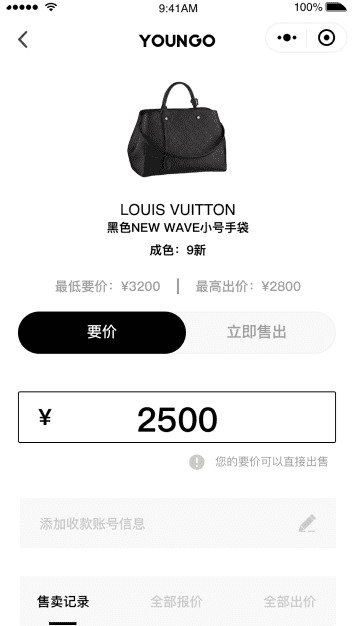 9:41AM 100%
YOUNGO
LOUIS VUITTON
黑色NEW WAVE小号手袋
成色：9新
最低要价：¥3200 | 最高出价：¥2800
要价 立即售出
¥ 2500
您的要价可以直接出售
添加收款账号信息
售卖记录 全部报价 全部出价